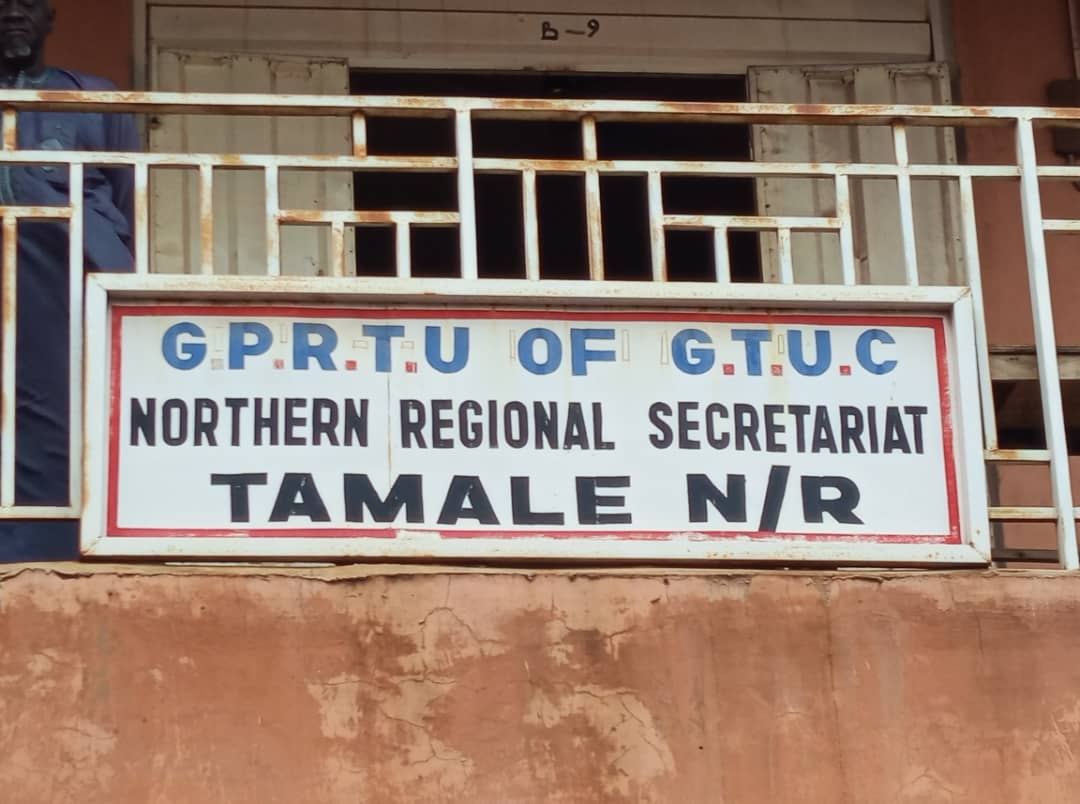 B-9
G.P.R.T.U OF G.T.U.C
NORTHERN REGIONAL SECRETARIAT
TAMALE N/R